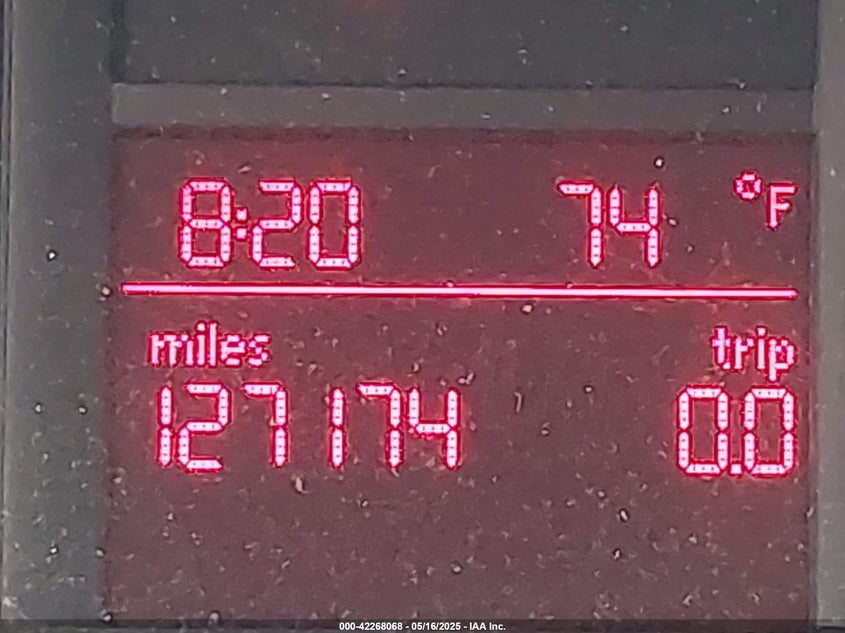 8:20 74 °F
miles trip
127174 0.0
000-42268068 - 05/16/2025 - IAA Inc.